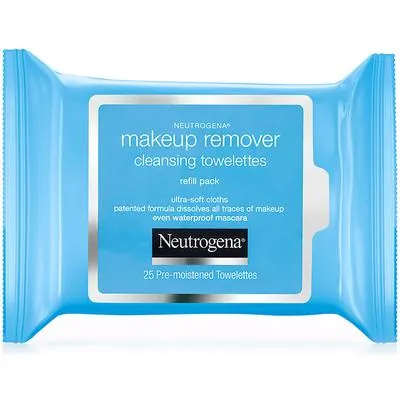 NEUTROGENA®
makeup remover
cleansing towelettes
refill pack
ultra-soft cloths
patented formula dissolves all traces of makeup
even waterproof mascara
Neutrogena®
25 Pre-moistened Towelettes